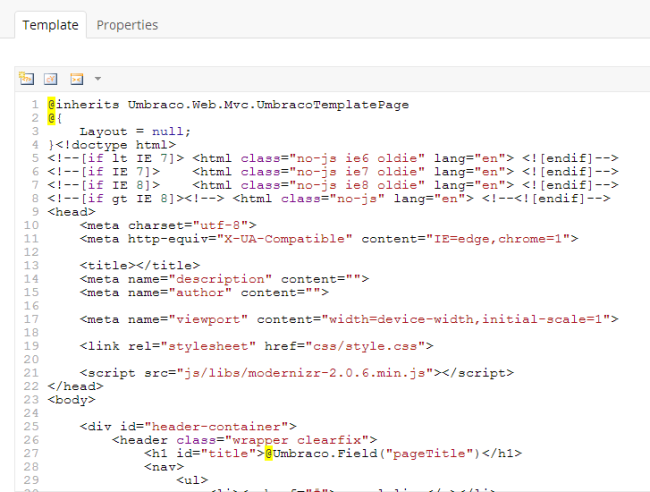 Template Properties
1 @inherits Umbraco.Web.Mvc.UmbracoTemplatePage
2 @{
3 Layout = null;
4 }<!doctype html>
5 <!--[if lt IE 7]> <html class="no-js ie6 oldie" lang="en"> <![endif]-->
6 <!--[if IE 7]> <html class="no-js ie7 oldie" lang="en"> <![endif]-->
7 <!--[if IE 8]> <html class="no-js ie8 oldie" lang="en"> <![endif]-->
8 <!--[if gt IE 8]><!--> <html class="no-js" lang="en"> <!--<![endif]-->
9 <head>
10 <meta charset="utf-8">
11 <meta http-equiv="X-UA-Compatible" content="IE=edge,chrome=1">
12
13 <title></title>
14 <meta name="description" content="">
15 <meta name="author" content="">
16
17 <meta name="viewport" content="width=device-width,initial-scale=1">
18
19 <link rel="stylesheet" href="css/style.css">
20
21 <script src="js/libs/modernizr-2.0.6.min.js"></script>
22 </head>
23 <body>
24
25 <div id="header-container">
26 <header class="wrapper clearfix">
27 <h1 id="title">@Umbraco.Field("pageTitle")</h1>
28 <nav>
29 <ul>